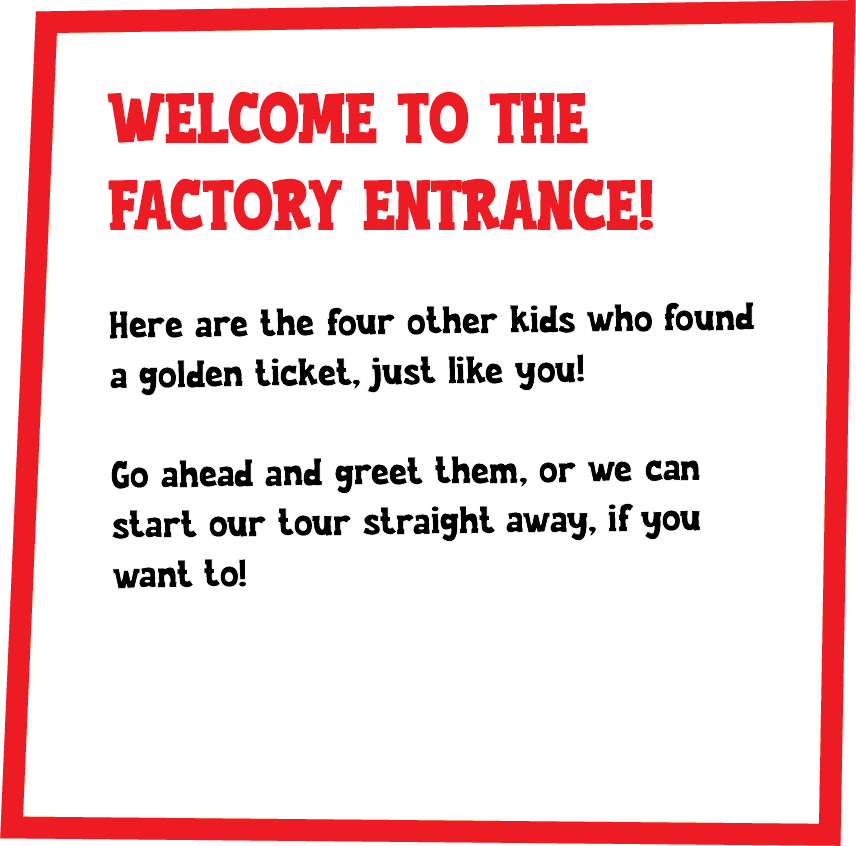 WELCOME TO THE
FACTORY ENTRANCE!
Here are the four other kids who found
a golden ticket, just like you!
Go ahead and greet them, or we can
start our tour straight away, if you
want to!